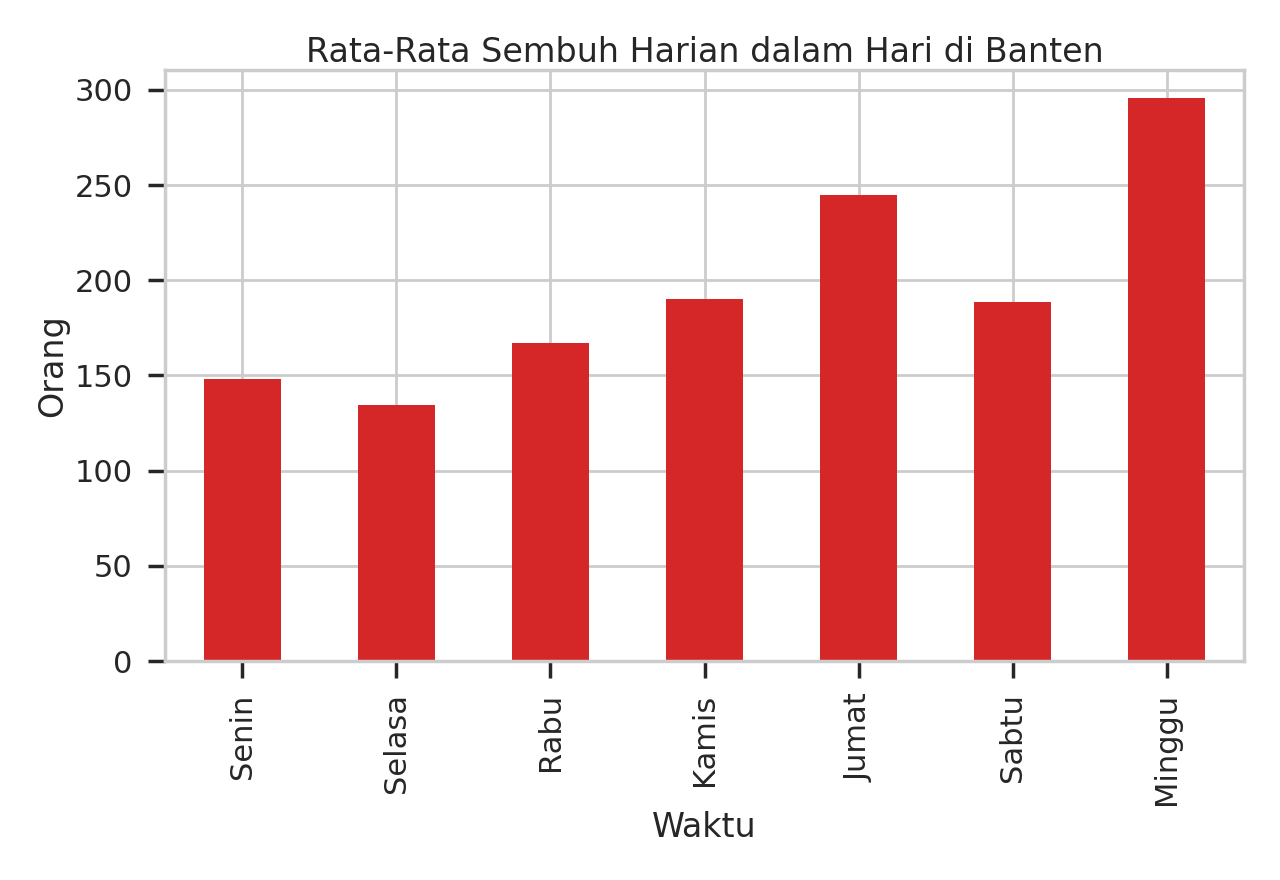 Rata-Rata Sembuh Harian dalam Hari di Banten
300
250
200
150
100
50
0
Orang
Senin
Selasa
Rabu
Kamis
Jumat
Sabtu
Minggu
Waktu